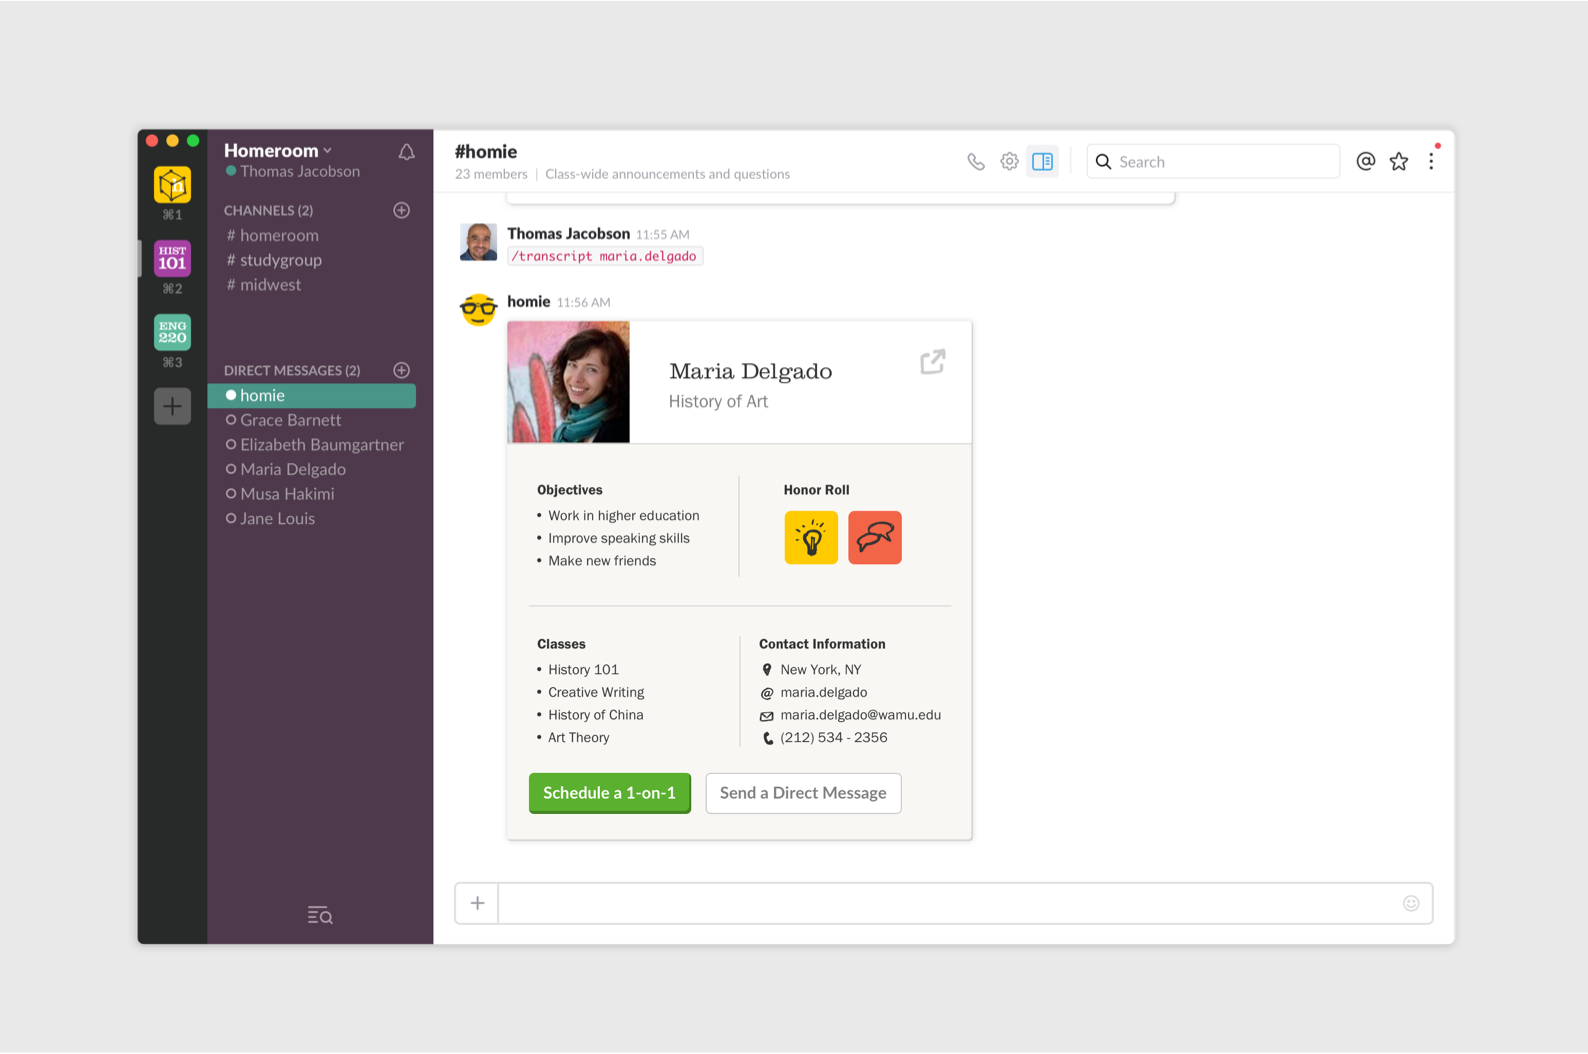 HIST
101
ENG
220
⌘1
⌘2
⌘3
Homeroom
Thomas Jacobson
CHANNELS (2)
# homeroom
# studygroup
# midwest
DIRECT MESSAGES (2)
homie
Grace Barnett
Elizabeth Baumgartner
Maria Delgado
Musa Hakimi
Jane Louis
#homie
23 members | Class-wide announcements and questions
Search
Thomas Jacobson 11:55 AM
/transcript maria.delgado
homie 11:56 AM
Maria Delgado
History of Art
Objectives
• Work in higher education
• Improve speaking skills
• Make new friends
Honor Roll
Classes
• History 101
• Creative Writing
• History of China
• Art Theory
Contact Information
New York, NY
@ maria.delgado
maria.delgado@wamu.edu
(212) 534 - 2356
Schedule a 1-on-1
Send a Direct Message